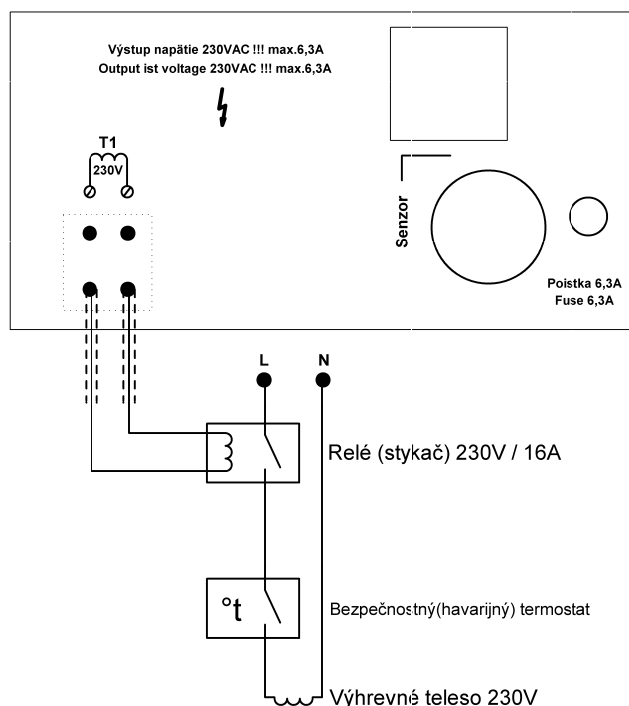 Výstup napätie 230VAC !!! max.6,3A
Output ist voltage 230VAC !!! max.6,3A
T1
230V
Senzor
Poistka 6,3A
Fuse 6,3A
L N
Relé (stykač) 230V / 16A
°t
Bezpečnostný(havarijný) termostat
Výhrevné teleso 230V